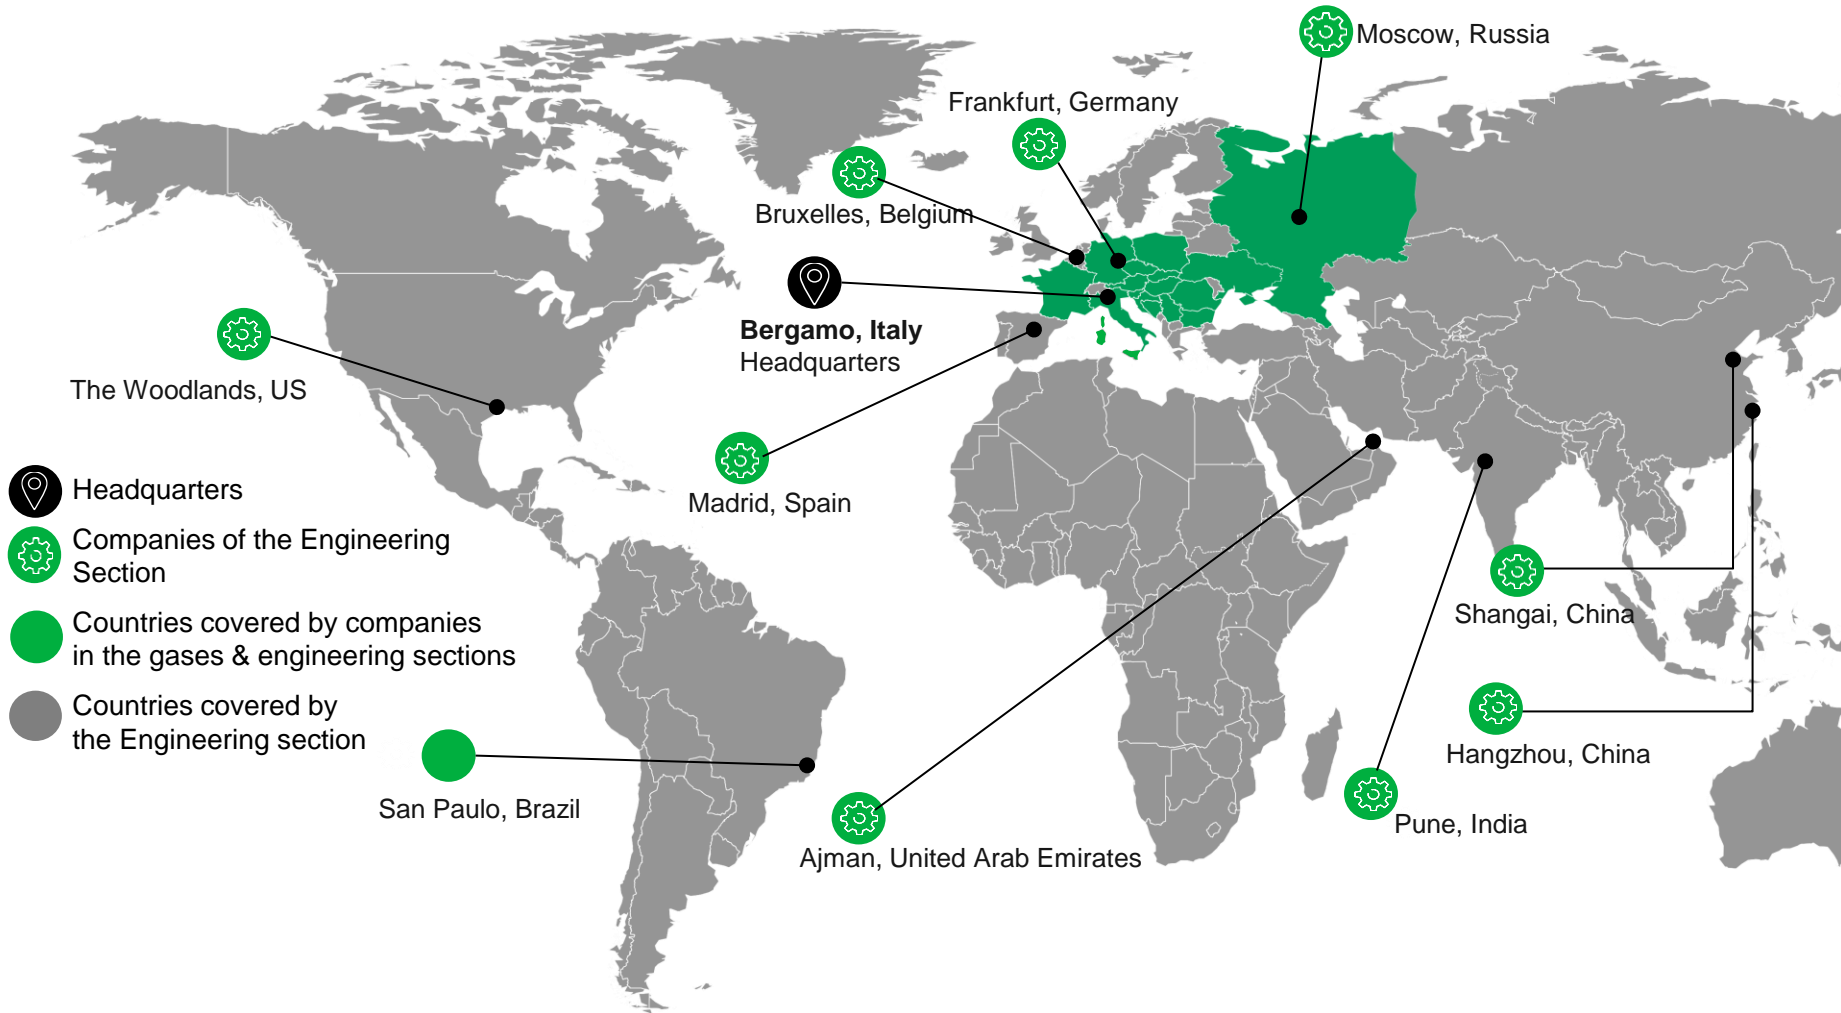 Moscow, Russia
Frankfurt, Germany
Bruxelles, Belgium
Bergamo, Italy
Headquarters
The Woodlands, US
Madrid, Spain
Headquarters
Companies of the Engineering
Section
Countries covered by companies
in the gases & engineering sections
Countries covered by
the Engineering section
Shangai, China
Hangzhou, China
San Paulo, Brazil
Pune, India
Ajman, United Arab Emirates